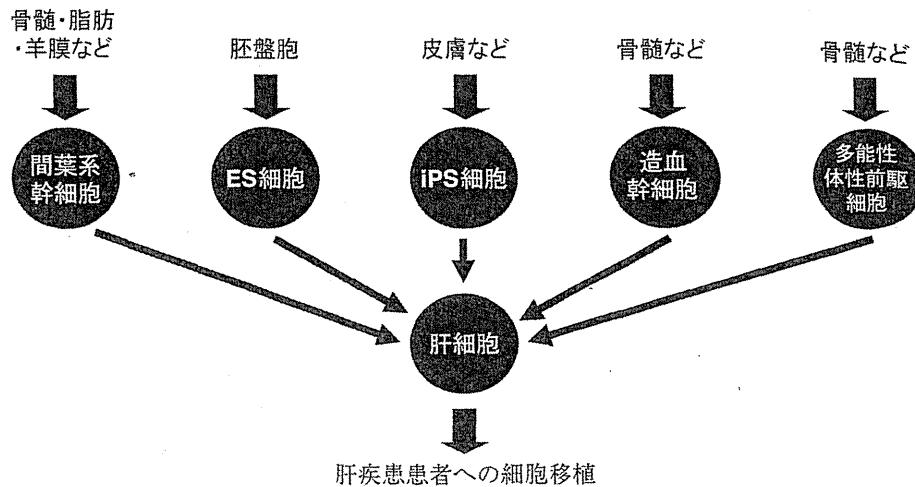 骨髄・脂肪
・羊膜など
胚盤胞
皮膚など
骨髄など
骨髄など
間葉系
幹細胞
ES細胞
iPS細胞
造血
幹細胞
多能性
体性前駆
細胞
肝細胞
肝疾患患者への細胞移植